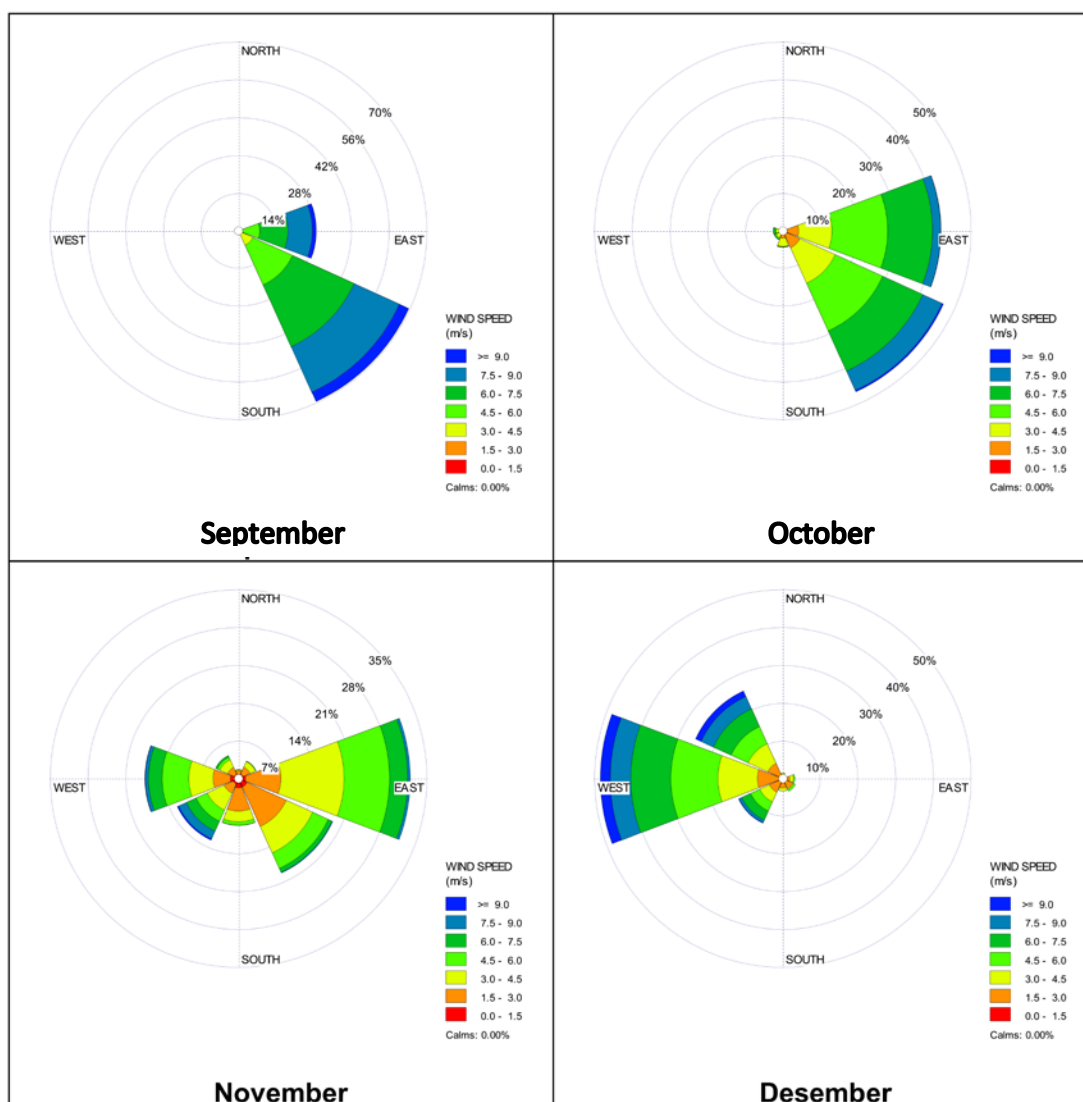 NORTH
70%
56%
42%
28%
14%
WEST
EAST
SOUTH
WIND SPEED
(m/s)
>= 9.0
7.5 - 9.0
6.0 - 7.5
4.5 - 6.0
3.0 - 4.5
1.5 - 3.0
0.0 - 1.5
Calms: 0.00%
September
NORTH
50%
40%
30%
20%
10%
EAST
WIND SPEED
(m/s)
>= 9.0
7.5 - 9.0
6.0 - 7.5
4.5 - 6.0
3.0 - 4.5
1.5 - 3.0
0.0 - 1.5
WEST
SOUTH
Calms: 0.00%
October
NORTH
35%
28%
21%
14%
7%
WEST
EAST
SOUTH
WIND SPEED
(m/s)
>= 9.0
7.5 - 9.0
6.0 - 7.5
4.5 - 6.0
3.0 - 4.5
1.5 - 3.0
0.0 - 1.5
Calms: 0.00%
November
NORTH
50%
40%
30%
20%
10%
WEST
EAST
SOUTH
WIND SPEED
(m/s)
>= 9.0
7.5 - 9.0
6.0 - 7.5
4.5 - 6.0
3.0 - 4.5
1.5 - 3.0
0.0 - 1.5
Calms: 0.00%
Desember